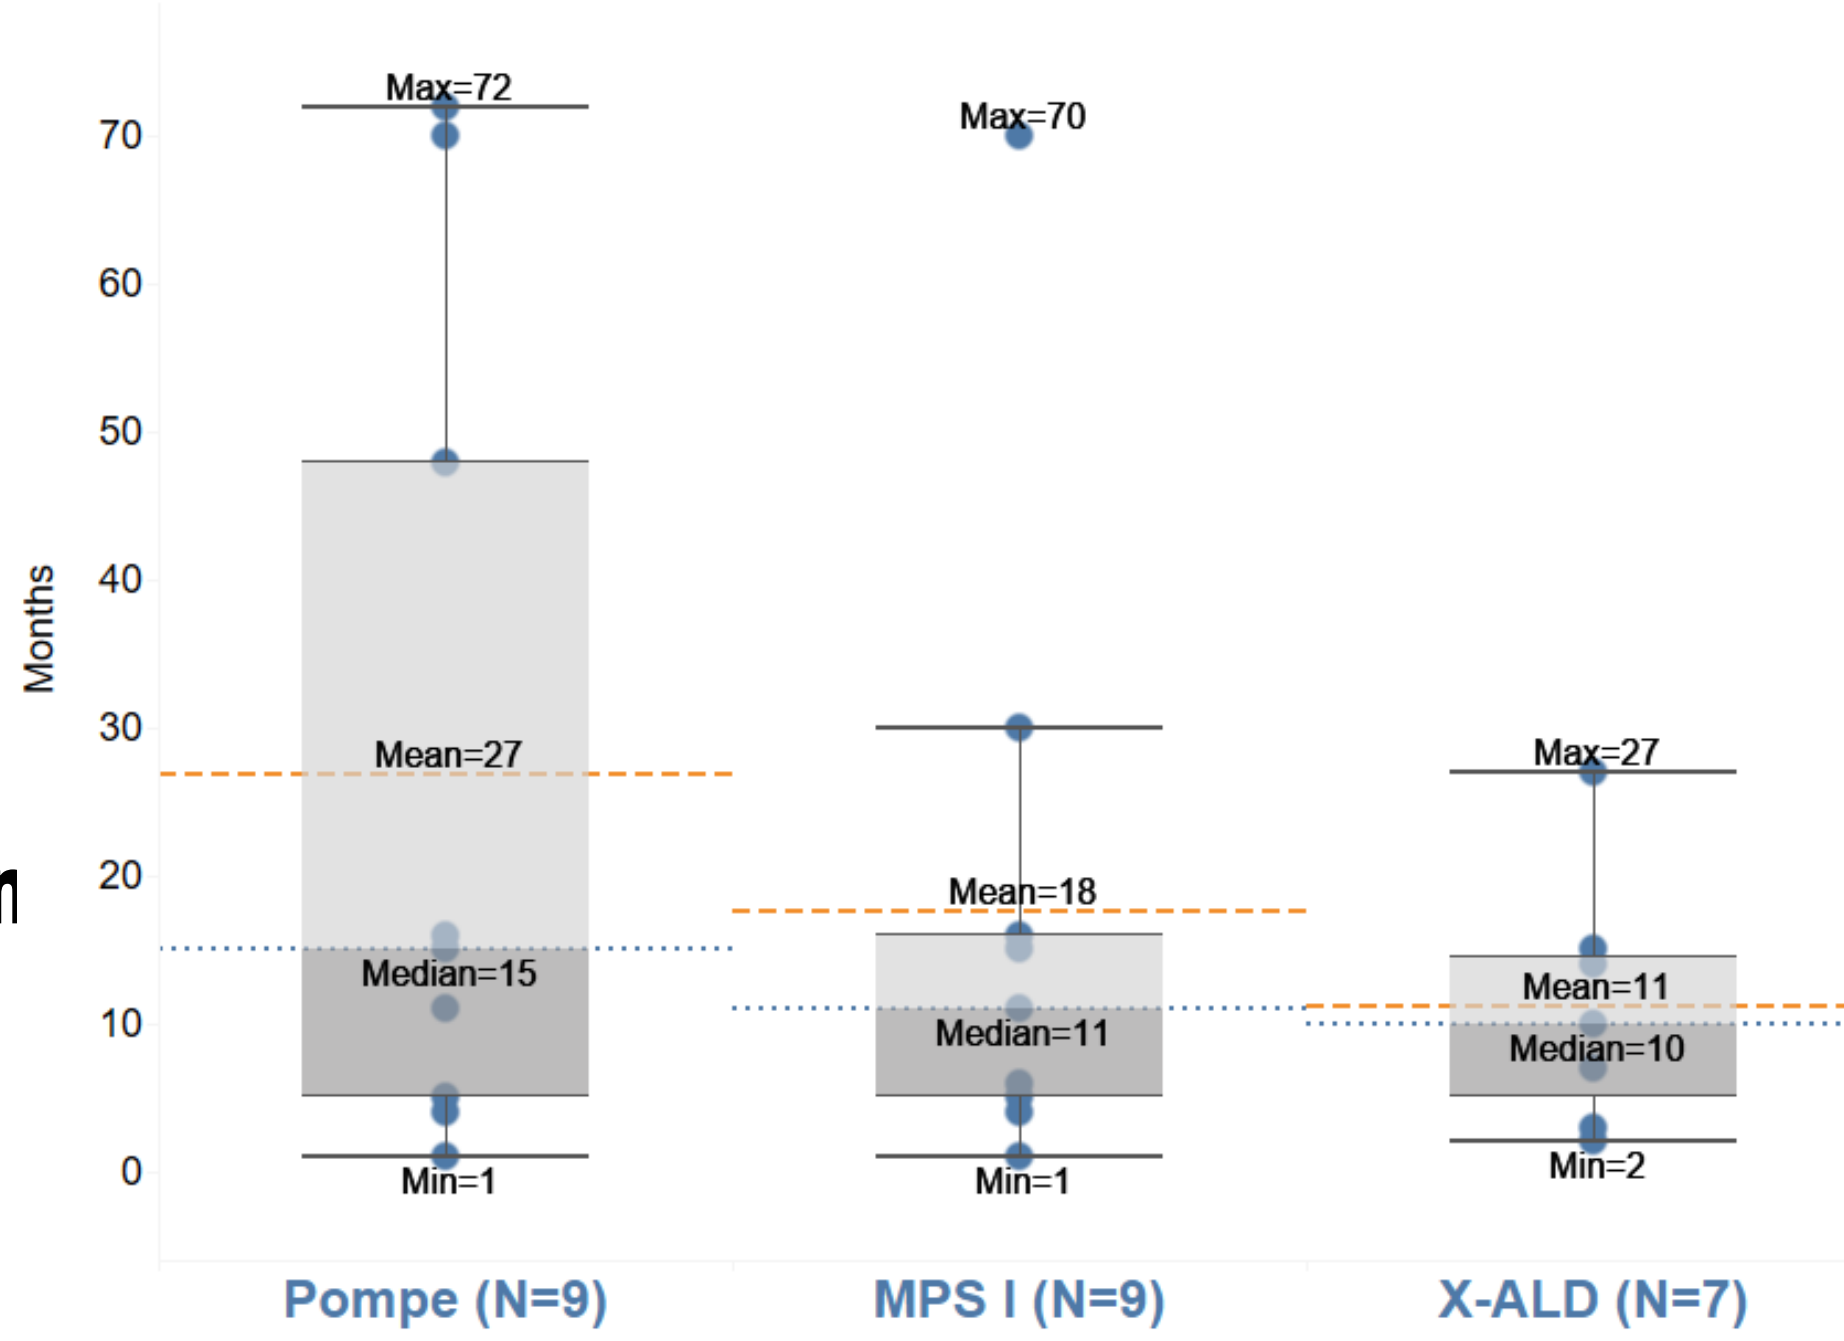 Max=72
Max=70
70
60
50
40
30
20
10
0
Months
Max=27
Mean=27
Mean=18
Mean=11
Median=15
Median=11
Median=10
Min=1
Min=1
Min=2
Pompe (N=9)
MPS I (N=9)
X-ALD (N=7)